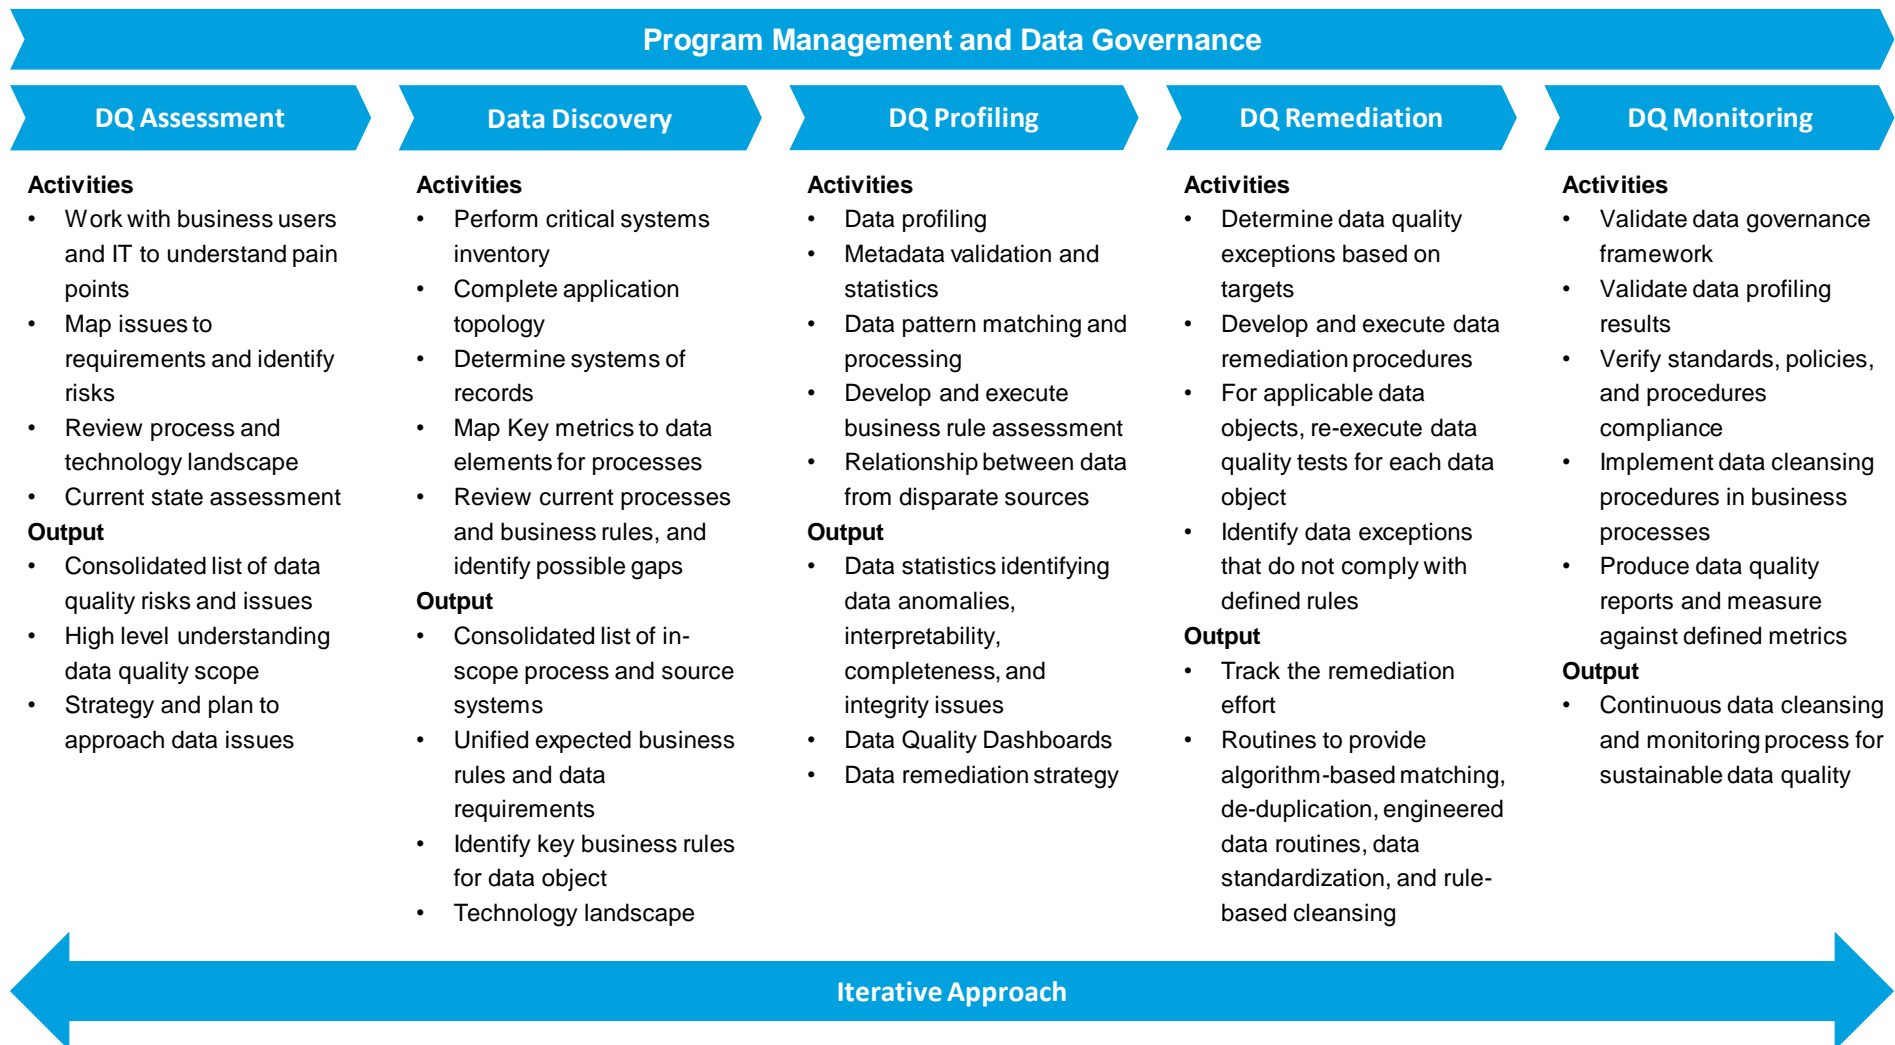 Program Management and Data Governance
DQ Assessment
Data Discovery
DQ Profiling
DQ Remediation
DQ Monitoring
Activities
• Work with business users
and IT to understand pain
points
• Map issues to
requirements and identify
risks
• Review process and
technology landscape
• Current state assessment
Output
• Consolidated list of data
quality risks and issues
• High level understanding
data quality scope
• Strategy and plan to
approach data issues
Activities
• Perform critical systems
inventory
• Complete application
topology
• Determine systems of
records
• Map Key metrics to data
elements for processes
• Review current processes
and business rules, and
identify possible gaps
Output
• Consolidated list of in-
scope process and source
systems
• Unified expected business
rules and data
requirements
• Identify key business rules
for data object
• Technology landscape
Activities
• Data profiling
• Metadata validation and
statistics
• Data pattern matching and
processing
• Develop and execute
business rule assessment
• Relationship between data
from disparate sources
Output
• Data statistics identifying
data anomalies,
interpretability,
completeness, and
integrity issues
• Data Quality Dashboards
• Data remediation strategy
Activities
• Determine data quality
exceptions based on
targets
• Develop and execute data
remediation procedures
• For applicable data
objects, re-execute data
quality tests for each data
object
• Identify data exceptions
that do not comply with
defined rules
Output
• Track the remediation
effort
• Routines to provide
algorithm-based matching,
de-duplication, engineered
data routines, data
standardization, and rule-
based cleansing
Activities
• Validate data governance
framework
• Validate data profiling
results
• Verify standards, policies,
and procedures
compliance
• Implement data cleansing
procedures in business
processes
• Produce data quality
reports and measure
against defined metrics
Output
• Continuous data cleansing
and monitoring process for
sustainable data quality
Iterative Approach